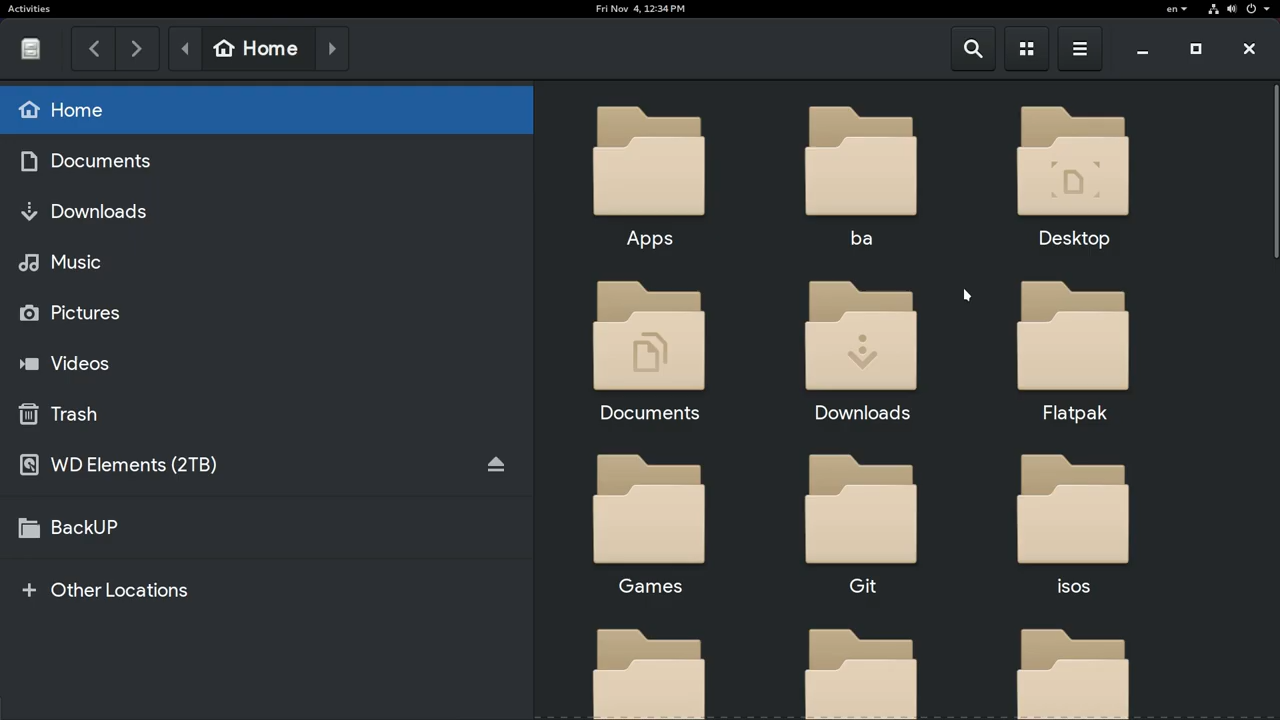 Activities
Fri Nov 4, 12:34 PM
en
Home
Home
Documents
Downloads
Music
Pictures
Videos
Trash
WD Elements (2TB)
BackUP
Other Locations
Apps
ba
Desktop
Documents
Downloads
Flatpak
Games
Git
isos